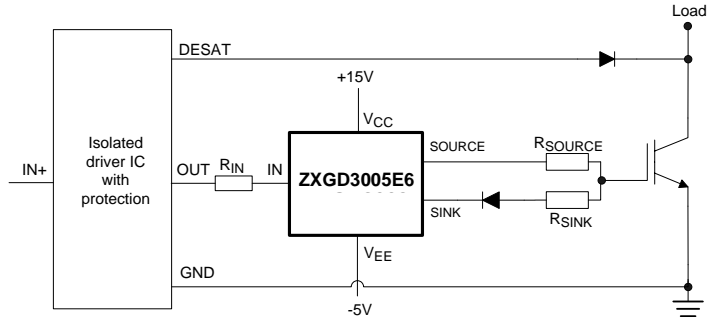 Load
DESAT
+15V
VCC
Isolated
driver IC
with
protection
IN+
OUT
RIN
IN
ZXGD3005E6
SOURCE
RSOURCE
SINK
RSINK
VEE
GND
-5V